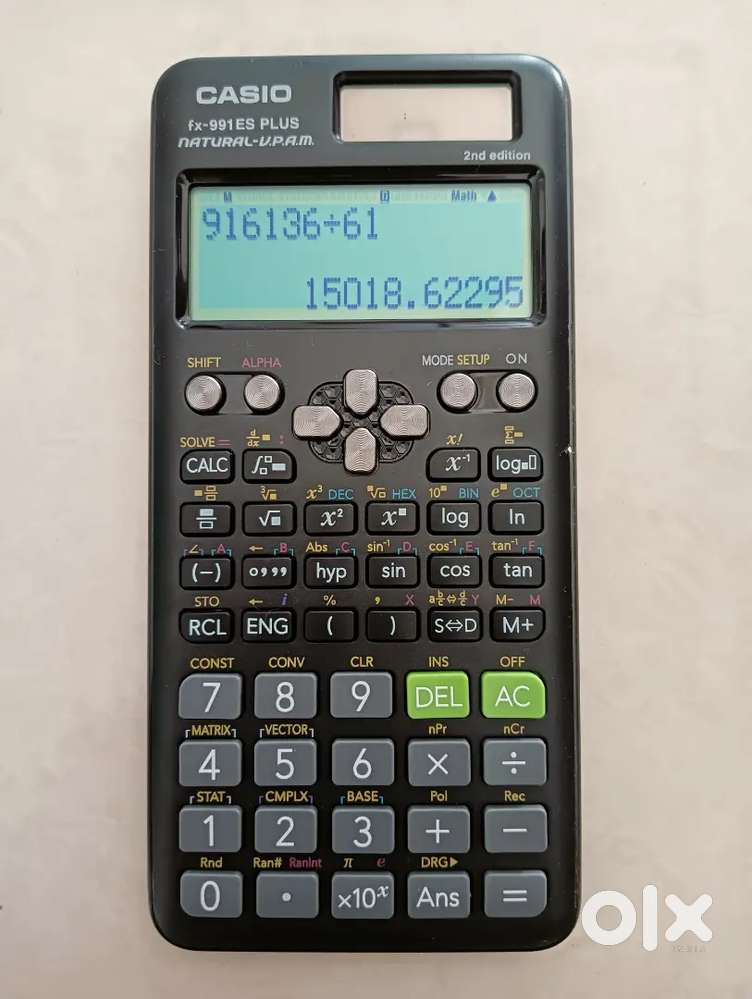 CASIO
fx-991ES PLUS
NATURAL-V.P.A.M.
2nd edition
M D Math ▲
916136÷61
15018.62295
SHIFT ALPHA MODE SETUP ON
SOLVE = d/dx■ : x! Σ
CALC ∫■ x⁻¹ log■□
■■/□ ³√■ x³ DEC ■√□ HEX 10■ BIN e■ OCT
■/□ √■ x² x■ log ln
∠ A ← B Abs C sin⁻¹ D cos⁻¹ E tan⁻¹ F
(−) °,,, hyp sin cos tan
STO ← i % , X a b/c⇔d/c Y M− M
RCL ENG ( ) S⇔D M+
CONST CONV CLR INS OFF
7 8 9 DEL AC
MATRIX VECTOR nPr nCr
4 5 6 × ÷
STAT CMPLX BASE Pol Rec
1 2 3 + −
Rnd Ran# RanInt π e DRG▶
0 . ×10ˣ Ans =
olx